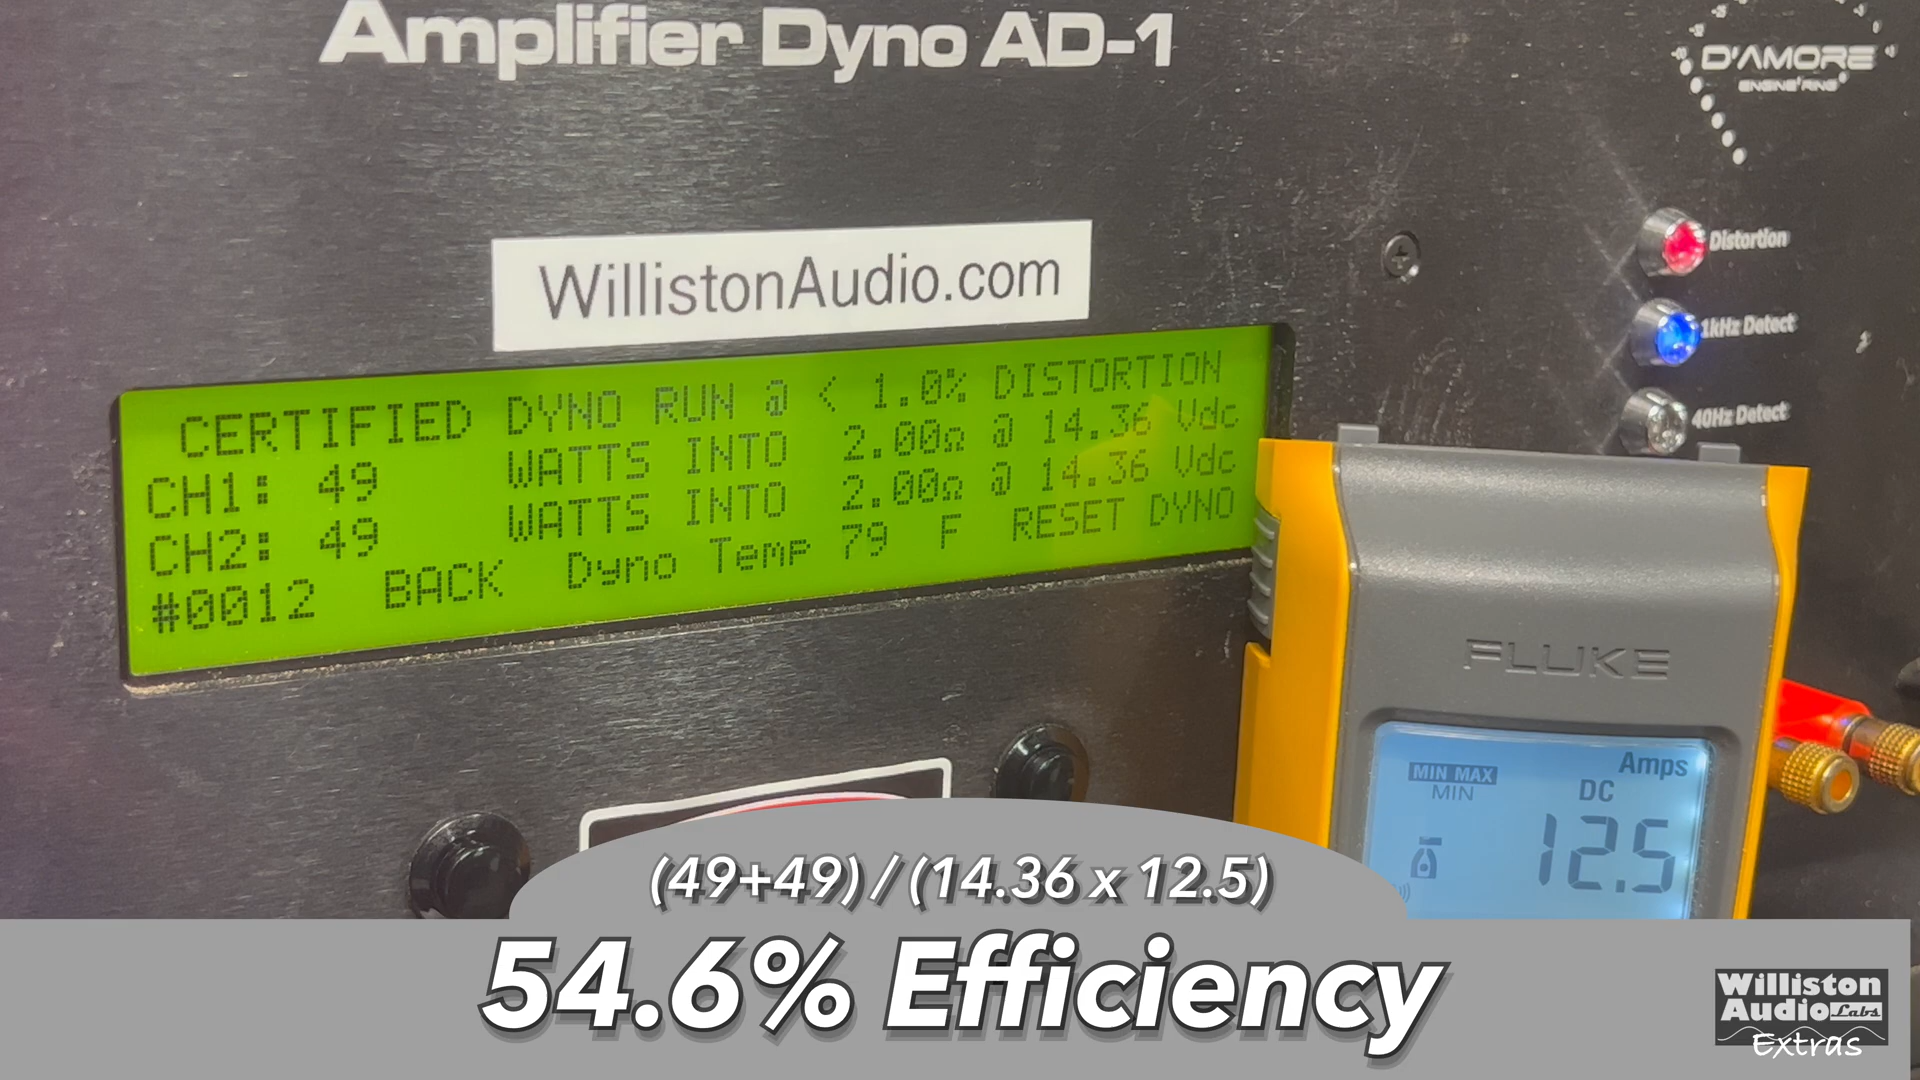 Amplifier Dyno AD-1
D'AMORE
ENGINEERING
WillistonAudio.com
Distortion
1kHz Detect
40Hz Detect
CERTIFIED DYNO RUN @ < 1.0% DISTORTION
CH1: 49 WATTS INTO 2.00Ω @ 14.36 Vdc
CH2: 49 WATTS INTO 2.00Ω @ 14.36 Vdc
#0012 BACK Dyno Temp 79 F RESET DYNO
FLUKE
Amps
MIN MAX
MIN
DC
12.5
(49+49) / (14.36 x 12.5)
54.6% Efficiency
Williston
Audio Labs
Extras